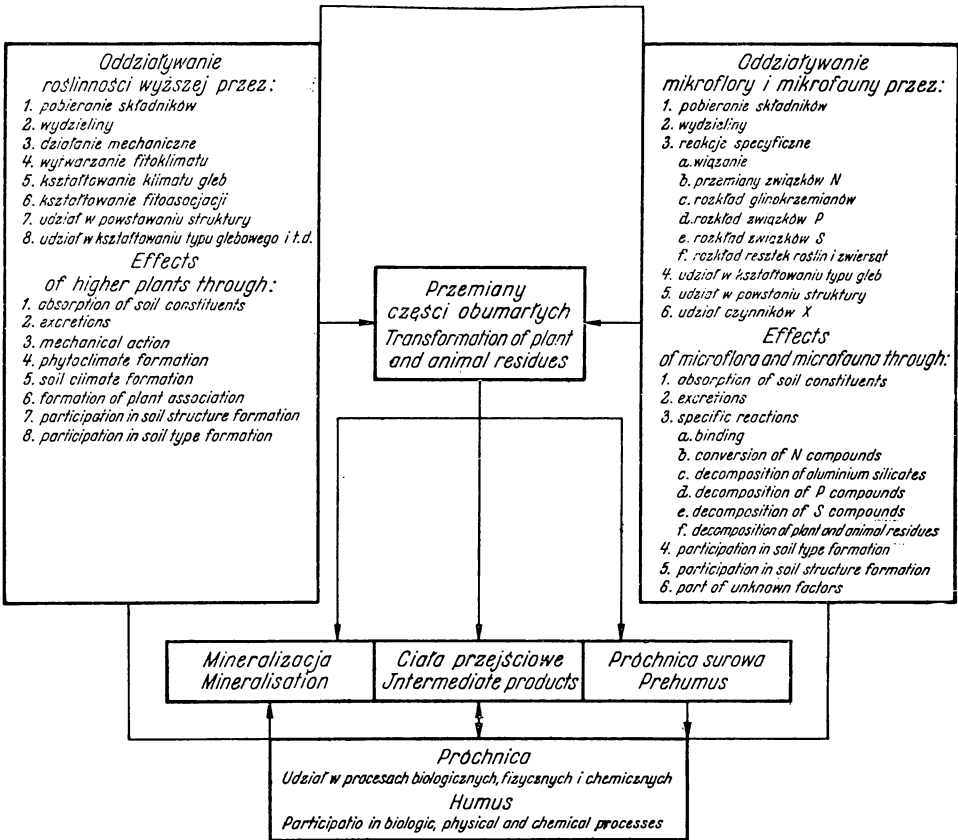 Oddziaływanie
roślinności wyższej przez:
1. pobieranie składników
2. wydzieliny
3. działanie mechaniczne
4. wytwarzanie fitoklimatu
5. kształtowanie klimatu gleb
6. kształtowanie fitoasocjacji
7. udział w powstawaniu struktury
8. udział w kształtowaniu typu glebowego i t.d.
Effects
of higher plants through:
1. absorption of soil constituents
2. excretions
3. mechanical action
4. phytoclimate formation
5. soil climate formation
6. formation of plant association
7. participation in soil structure formation
8. participation in soil type formation
Przemiany
części obumarłych
Transformation of plant
and animal residues
Oddziaływanie
mikroflory i mikrofauny przez:
1. pobieranie składników
2. wydzieliny
3. reakcje specyficzne
a. wiązanie
b. przemiany związków N
c. rozkład glinokrzemianów
d. rozkład związków P
e. rozkład związków S
f. rozkład resztek roślin i zwierząt
4. udział w kształtowaniu typu gleb
5. udział w powstaniu struktury
6. udział czynników X
Effects
of microflora and microfauna through:
1. absorption of soil constituents
2. excretions
3. specific reactions
a. binding
b. conversion of N compounds
c. decomposition of aluminium silicates
d. decomposition of P compounds
e. decomposition of S compounds
f. decomposition of plant and animal residues
4. participation in soil type formation
5. participation in soil structure formation
6. part of unknown factors
Mineralizacja
Mineralisation
Ciała przejściowe
Jntermediate products
Próchnica surowa
Prehumus
Próchnica
Udział w procesach biologicznych, fizycznych i chemicznych
Humus
Participatio in biologic, physical and chemical processes